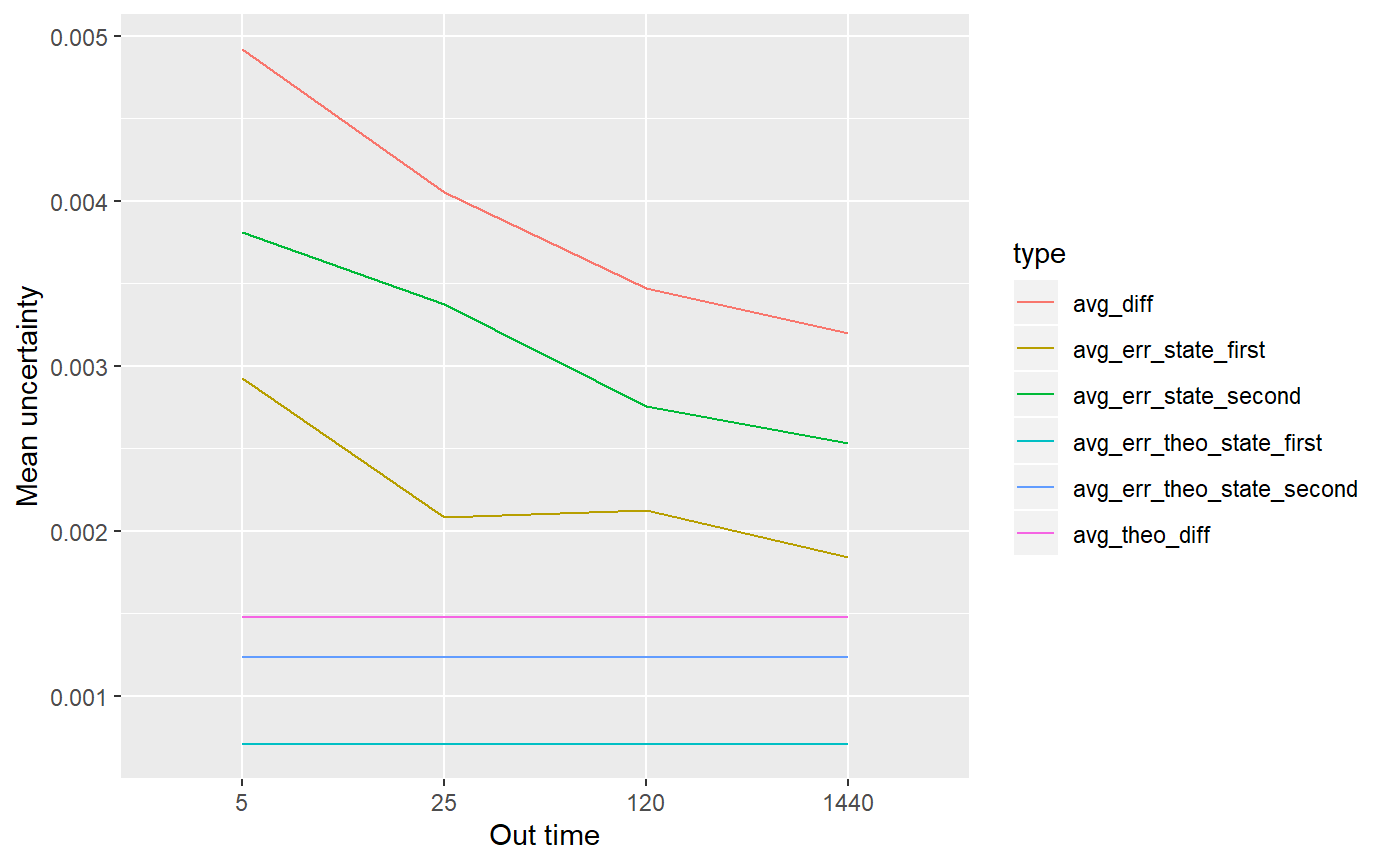 0.005
0.004
0.003
0.002
0.001
Mean uncertainty
5 25 120 1440
Out time
type
avg_diff
avg_err_state_first
avg_err_state_second
avg_err_theo_state_first
avg_err_theo_state_second
avg_theo_diff